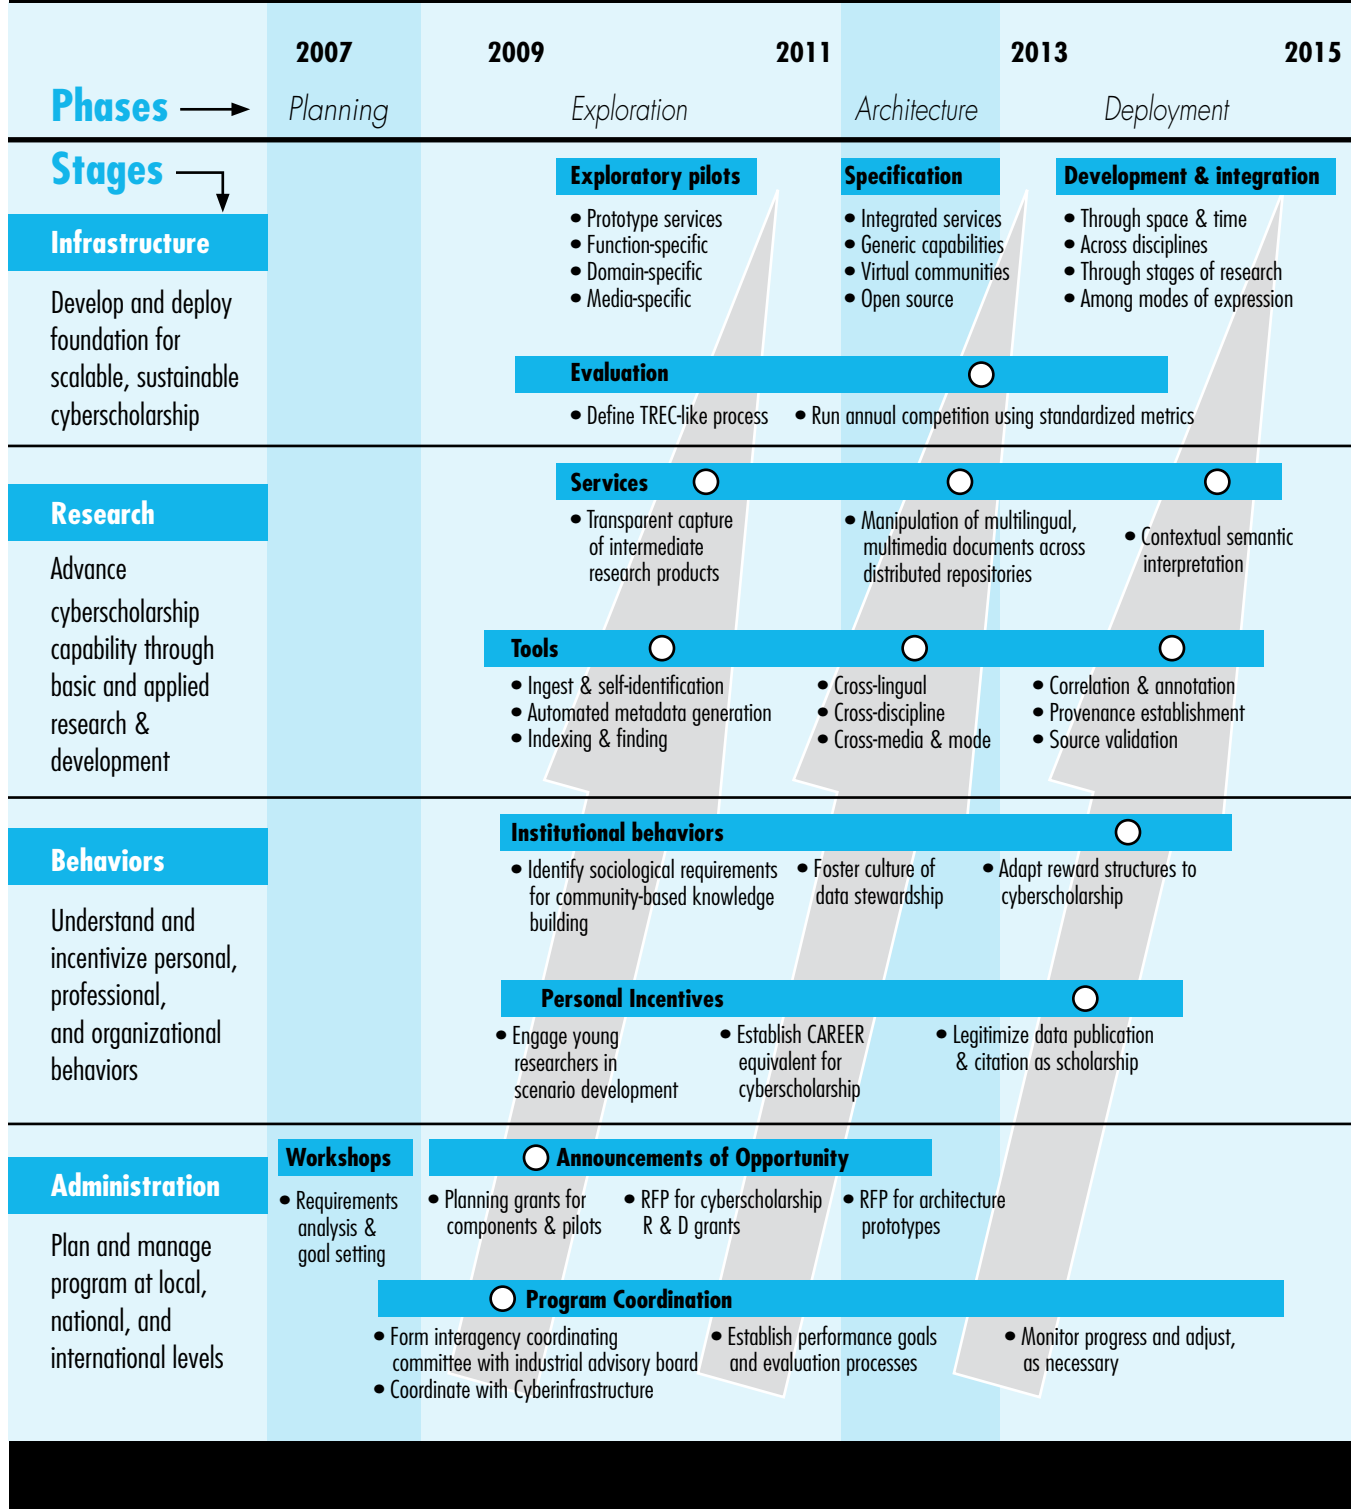 2007 2009 2011 2013 2015
Phases Planning Exploration Architecture Deployment
Stages
Infrastructure
Develop and deploy
foundation for
scalable, sustainable
cyberscholarship
Exploratory pilots
• Prototype services
• Function-specific
• Domain-specific
• Media-specific
Specification
• Integrated services
• Generic capabilities
• Virtual communities
• Open source
Development & integration
• Through space & time
• Across disciplines
• Through stages of research
• Among modes of expression
Evaluation
• Define TREC-like process
• Run annual competition using standardized metrics
Research
Advance
cyberscholarship
capability through
basic and applied
research &
development
Services
• Transparent capture
of intermediate
research products
• Manipulation of multilingual,
multimedia documents across
distributed repositories
• Contextual semantic
interpretation
Tools
• Ingest & self-identification
• Automated metadata generation
• Indexing & finding
• Cross-lingual
• Cross-discipline
• Cross-media & mode
• Correlation & annotation
• Provenance establishment
• Source validation
Behaviors
Understand and
incentivize personal,
professional,
and organizational
behaviors
Institutional behaviors
• Identify sociological requirements
for community-based knowledge
building
• Foster culture of
data stewardship
• Adapt reward structures to
cyberscholarship
Personal Incentives
• Engage young
researchers in
scenario development
• Establish CAREER
equivalent for
cyberscholarship
• Legitimize data publication
& citation as scholarship
Administration
Plan and manage
program at local,
national, and
international levels
Workshops
• Requirements
analysis &
goal setting
Announcements of Opportunity
• Planning grants for
components & pilots
• RFP for cyberscholarship
R & D grants
• RFP for architecture
prototypes
Program Coordination
• Form interagency coordinating
committee with industrial advisory board
• Coordinate with Cyberinfrastructure
• Establish performance goals
and evaluation processes
• Monitor progress and adjust,
as necessary